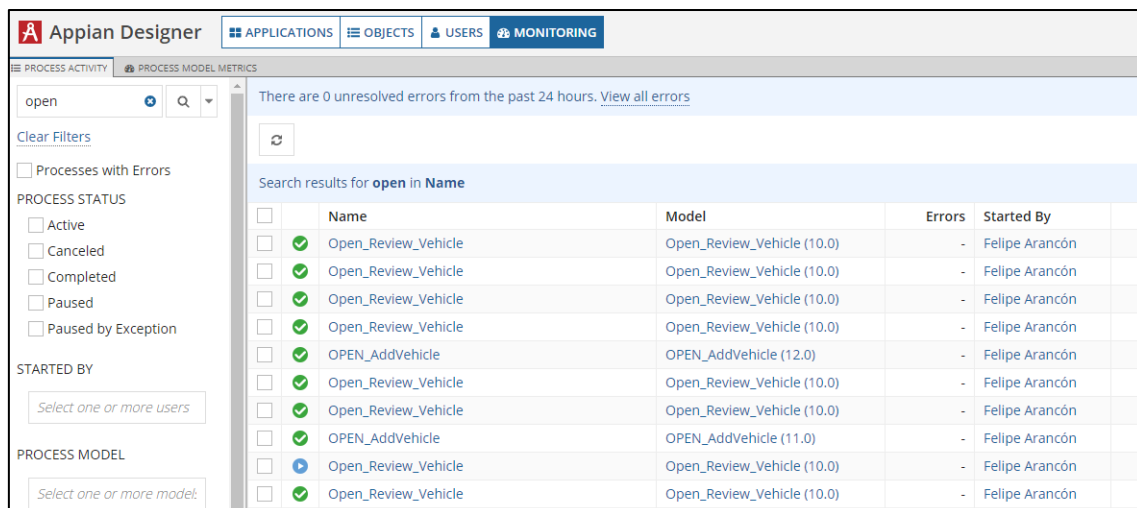 Appian Designer APPLICATIONS OBJECTS USERS MONITORING
PROCESS ACTIVITY PROCESS MODEL METRICS
open
Clear Filters
Processes with Errors
PROCESS STATUS
Active
Canceled
Completed
Paused
Paused by Exception
STARTED BY
Select one or more users
PROCESS MODEL
Select one or more models
There are 0 unresolved errors from the past 24 hours. View all errors
Search results for open in Name
Name Model Errors Started By
Open_Review_Vehicle Open_Review_Vehicle (10.0) - Felipe Arancón
Open_Review_Vehicle Open_Review_Vehicle (10.0) - Felipe Arancón
Open_Review_Vehicle Open_Review_Vehicle (10.0) - Felipe Arancón
Open_Review_Vehicle Open_Review_Vehicle (10.0) - Felipe Arancón
OPEN_AddVehicle OPEN_AddVehicle (12.0) - Felipe Arancón
Open_Review_Vehicle Open_Review_Vehicle (10.0) - Felipe Arancón
Open_Review_Vehicle Open_Review_Vehicle (10.0) - Felipe Arancón
OPEN_AddVehicle OPEN_AddVehicle (11.0) - Felipe Arancón
Open_Review_Vehicle Open_Review_Vehicle (10.0) - Felipe Arancón
Open_Review_Vehicle Open_Review_Vehicle (10.0) - Felipe Arancón